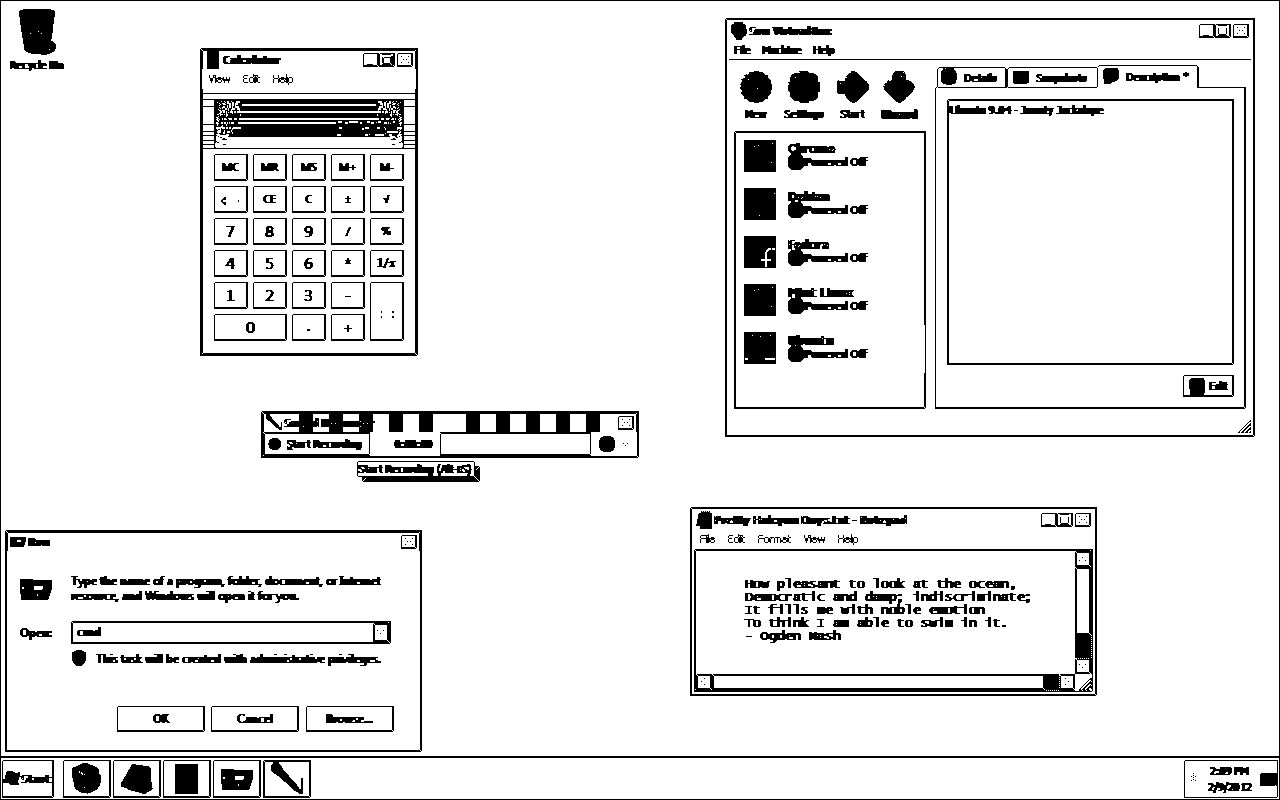 Recycle Bin
Calculator
View Edit Help
MC MR MS M+ M-
CE C ± √
7 8 9 / %
4 5 6 * 1/x
1 2 3 -
0 . +
Sun VirtualBox
File Machine Help
New Settings Start Discard
Details Snapshots Description *
Ubuntu 9.04 - Jaunty Jackalope
Chrome
Powered Off
Debian
Powered Off
Fedora
Powered Off
Mint Linux
Powered Off
Ubuntu
Powered Off
Edit
Start Recording
Start Recording (Alt+S)
Pretty Halcyon Days.txt - Notepad
File Edit Format View Help
How pleasant to look at the ocean,
Democratic and damp; indiscriminate;
It fills me with noble emotion
To think I am able to swim in it.
- Ogden Nash
Run
Type the name of a program, folder, document, or Internet
resource, and Windows will open it for you.
Open: cmd
This task will be created with administrative privileges.
OK Cancel Browse...
Start
2:09 PM
2/9/2012